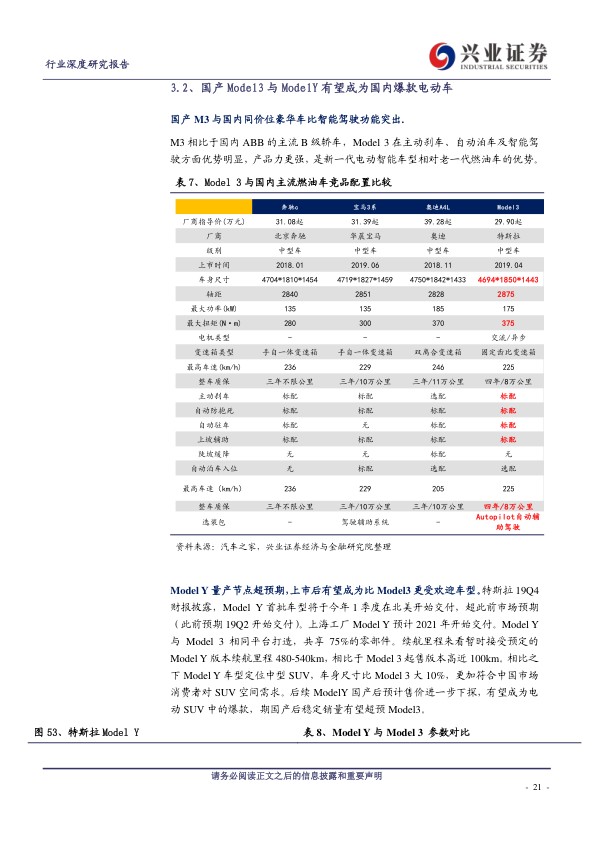 行业深度研究报告
兴业证券
INDUSTRIAL SECURITIES
3.2、国产 Model3 与 ModelY 有望成为国内爆款电动车
国产 M3 与国内同价位豪华车比智能驾驶功能突出.
M3 相比于国内 ABB 的主流 B 级轿车，Model 3 在主动刹车、自动泊车及智能驾
驶方面优势明显，产品力更强，是新一代电动智能车型相对老一代燃油车的优势。
表 7、Model 3 与国内主流燃油车竞品配置比较
奔驰c 宝马3系 奥迪A4L Model3
厂商指导价(万元) 31.08起 31.39起 39.28起 29.90起
厂商 北京奔驰 华晨宝马 奥迪 特斯拉
级别 中型车 中型车 中型车 中型车
上市时间 2018.01 2019.06 2018.11 2019.04
车身尺寸 4704*1810*1454 4719*1827*1459 4750*1842*1433 4694*1850*1443
轴距 2840 2851 2828 2875
最大功率(kW) 135 135 185 175
最大扭矩(N·m) 280 300 370 375
电机类型 - - - 交流/异步
变速箱类型 手自一体变速箱 手自一体变速箱 双离合变速箱 固定齿比变速箱
最高车速(km/h) 236 229 246 225
整车质保 三年不限公里 三年/10万公里 三年/11万公里 四年/8万公里
主动刹车 标配 标配 选配 标配
自动防抱死 标配 标配 标配 标配
自动驻车 标配 无 标配 标配
上坡辅助 标配 标配 标配 标配
陡坡缓降 无 无 标配 无
自动泊车入位 无 标配 选配 选配
最高车速（km/h） 236 229 205 225
整车质保 三年不限公里 三年/10万公里 三年/10万公里 四年/8万公里
选装包 - 驾驶辅助系统 - Autopilot自动辅
助驾驶
资料来源：汽车之家，兴业证券经济与金融研究院整理
Model Y 量产节点超预期，上市后有望成为比 Model3 更受欢迎车型。特斯拉 19Q4
财报披露，Model Y 首批车型将于今年 1 季度在北美开始交付，超此前市场预期
（此前预期 19Q2 开始交付）。上海工厂 Model Y 预计 2021 年开始交付。Model Y
与 Model 3 相同平台打造，共享 75%的零部件。续航里程来看暂时接受预定的
Model Y 版本续航里程 480-540km，相比于 Model 3 起售版本高近 100km。相比之
下 Model Y 车型定位中型 SUV，车身尺寸比 Model 3 大 10%，更加符合中国市场
消费者对 SUV 空间需求。后续 ModelY 国产后预计售价进一步下探，有望成为电
动 SUV 中的爆款，期国产后稳定销量有望超预 Model3。
图 53、特斯拉 Model Y
表 8、Model Y 与 Model 3 参数对比
请务必阅读正文之后的信息披露和重要声明
- 21 -